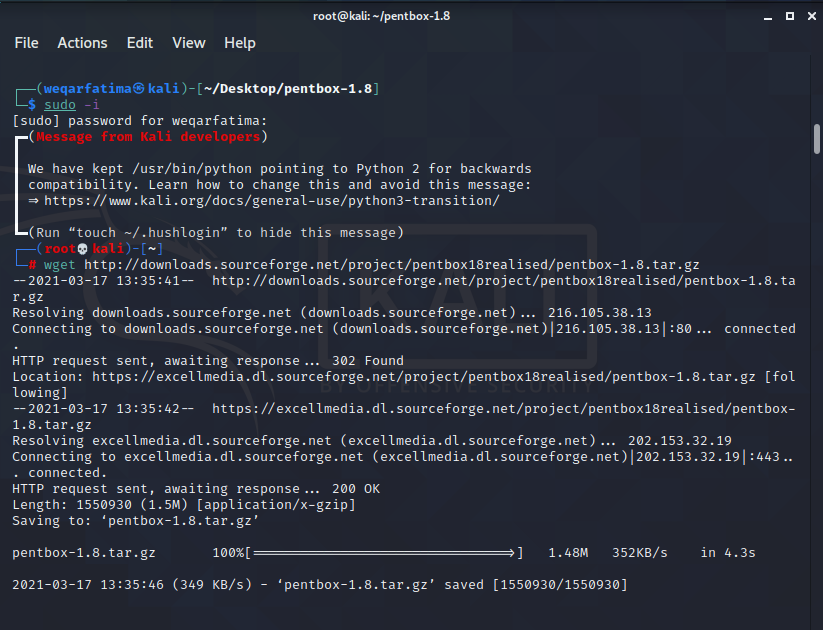 root@kali: ~/pentbox-1.8
File Actions Edit View Help
┌──(weqarfatima㉿kali)-[~/Desktop/pentbox-1.8]
└─$ sudo -i
[sudo] password for weqarfatima:
┏━(Message from Kali developers)
┃ We have kept /usr/bin/python pointing to Python 2 for backwards
┃ compatibility. Learn how to change this and avoid this message:
┃ ⇒ https://www.kali.org/docs/general-use/python3-transition/
┗━(Run “touch ~/.hushlogin” to hide this message)
┌──(root💀kali)-[~]
└─# wget http://downloads.sourceforge.net/project/pentbox18realised/pentbox-1.8.tar.gz
--2021-03-17 13:35:41-- http://downloads.sourceforge.net/project/pentbox18realised/pentbox-1.8.ta
r.gz
Resolving downloads.sourceforge.net (downloads.sourceforge.net)... 216.105.38.13
Connecting to downloads.sourceforge.net (downloads.sourceforge.net)|216.105.38.13|:80... connected
.
HTTP request sent, awaiting response... 302 Found
Location: https://excellmedia.dl.sourceforge.net/project/pentbox18realised/pentbox-1.8.tar.gz [fol
lowing]
--2021-03-17 13:35:42-- https://excellmedia.dl.sourceforge.net/project/pentbox18realised/pentbox-
1.8.tar.gz
Resolving excellmedia.dl.sourceforge.net (excellmedia.dl.sourceforge.net)... 202.153.32.19
Connecting to excellmedia.dl.sourceforge.net (excellmedia.dl.sourceforge.net)|202.153.32.19|:443..
. connected.
HTTP request sent, awaiting response... 200 OK
Length: 1550930 (1.5M) [application/x-gzip]
Saving to: ‘pentbox-1.8.tar.gz’
pentbox-1.8.tar.gz 100%[================================>] 1.48M 352KB/s in 4.3s
2021-03-17 13:35:46 (349 KB/s) - ‘pentbox-1.8.tar.gz’ saved [1550930/1550930]
KALI
BY OFFENSIVE SECURITY